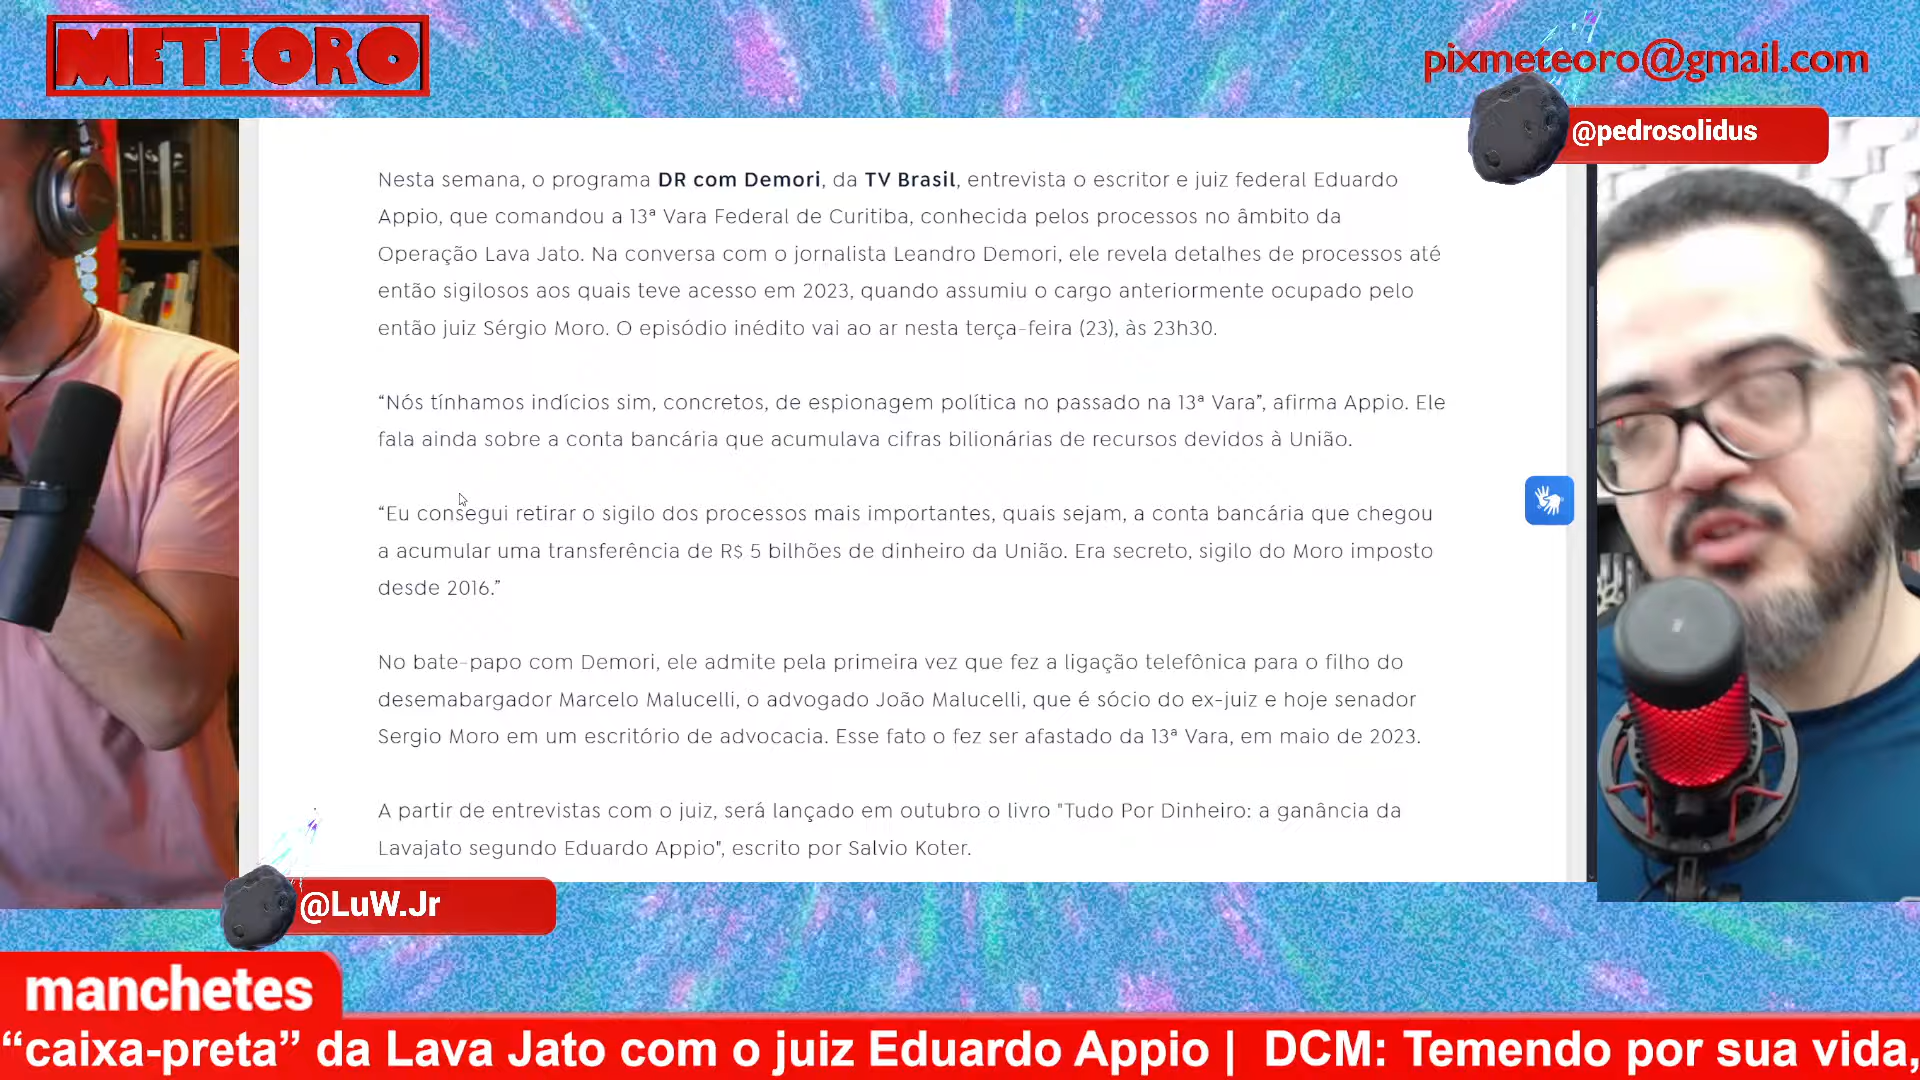 METEORO
pixmeteoro@gmail.com
@pedrosolidus
Nesta semana, o programa DR com Demori, da TV Brasil, entrevista o escritor e juiz federal Eduardo
Appio, que comandou a 13ª Vara Federal de Curitiba, conhecida pelos processos no âmbito da
Operação Lava Jato. Na conversa com o jornalista Leandro Demori, ele revela detalhes de processos até
então sigilosos aos quais teve acesso em 2023, quando assumiu o cargo anteriormente ocupado pelo
então juiz Sérgio Moro. O episódio inédito vai ao ar nesta terça-feira (23), às 23h30.
“Nós tínhamos indícios sim, concretos, de espionagem política no passado na 13ª Vara”, afirma Appio. Ele
fala ainda sobre a conta bancária que acumulava cifras bilionárias de recursos devidos à União.
“Eu consegui retirar o sigilo dos processos mais importantes, quais sejam, a conta bancária que chegou
a acumular uma transferência de R$ 5 bilhões de dinheiro da União. Era secreto, sigilo do Moro imposto
desde 2016.”
No bate-papo com Demori, ele admite pela primeira vez que fez a ligação telefônica para o filho do
desemabargador Marcelo Malucelli, o advogado João Malucelli, que é sócio do ex-juiz e hoje senador
Sergio Moro em um escritório de advocacia. Esse fato o fez ser afastado da 13ª Vara, em maio de 2023.
A partir de entrevistas com o juiz, será lançado em outubro o livro "Tudo Por Dinheiro: a ganância da
Lavajato segundo Eduardo Appio", escrito por Salvio Koter.
@LuW.Jr
manchetes
“caixa-preta” da Lava Jato com o juiz Eduardo Appio | DCM: Temendo por sua vida,